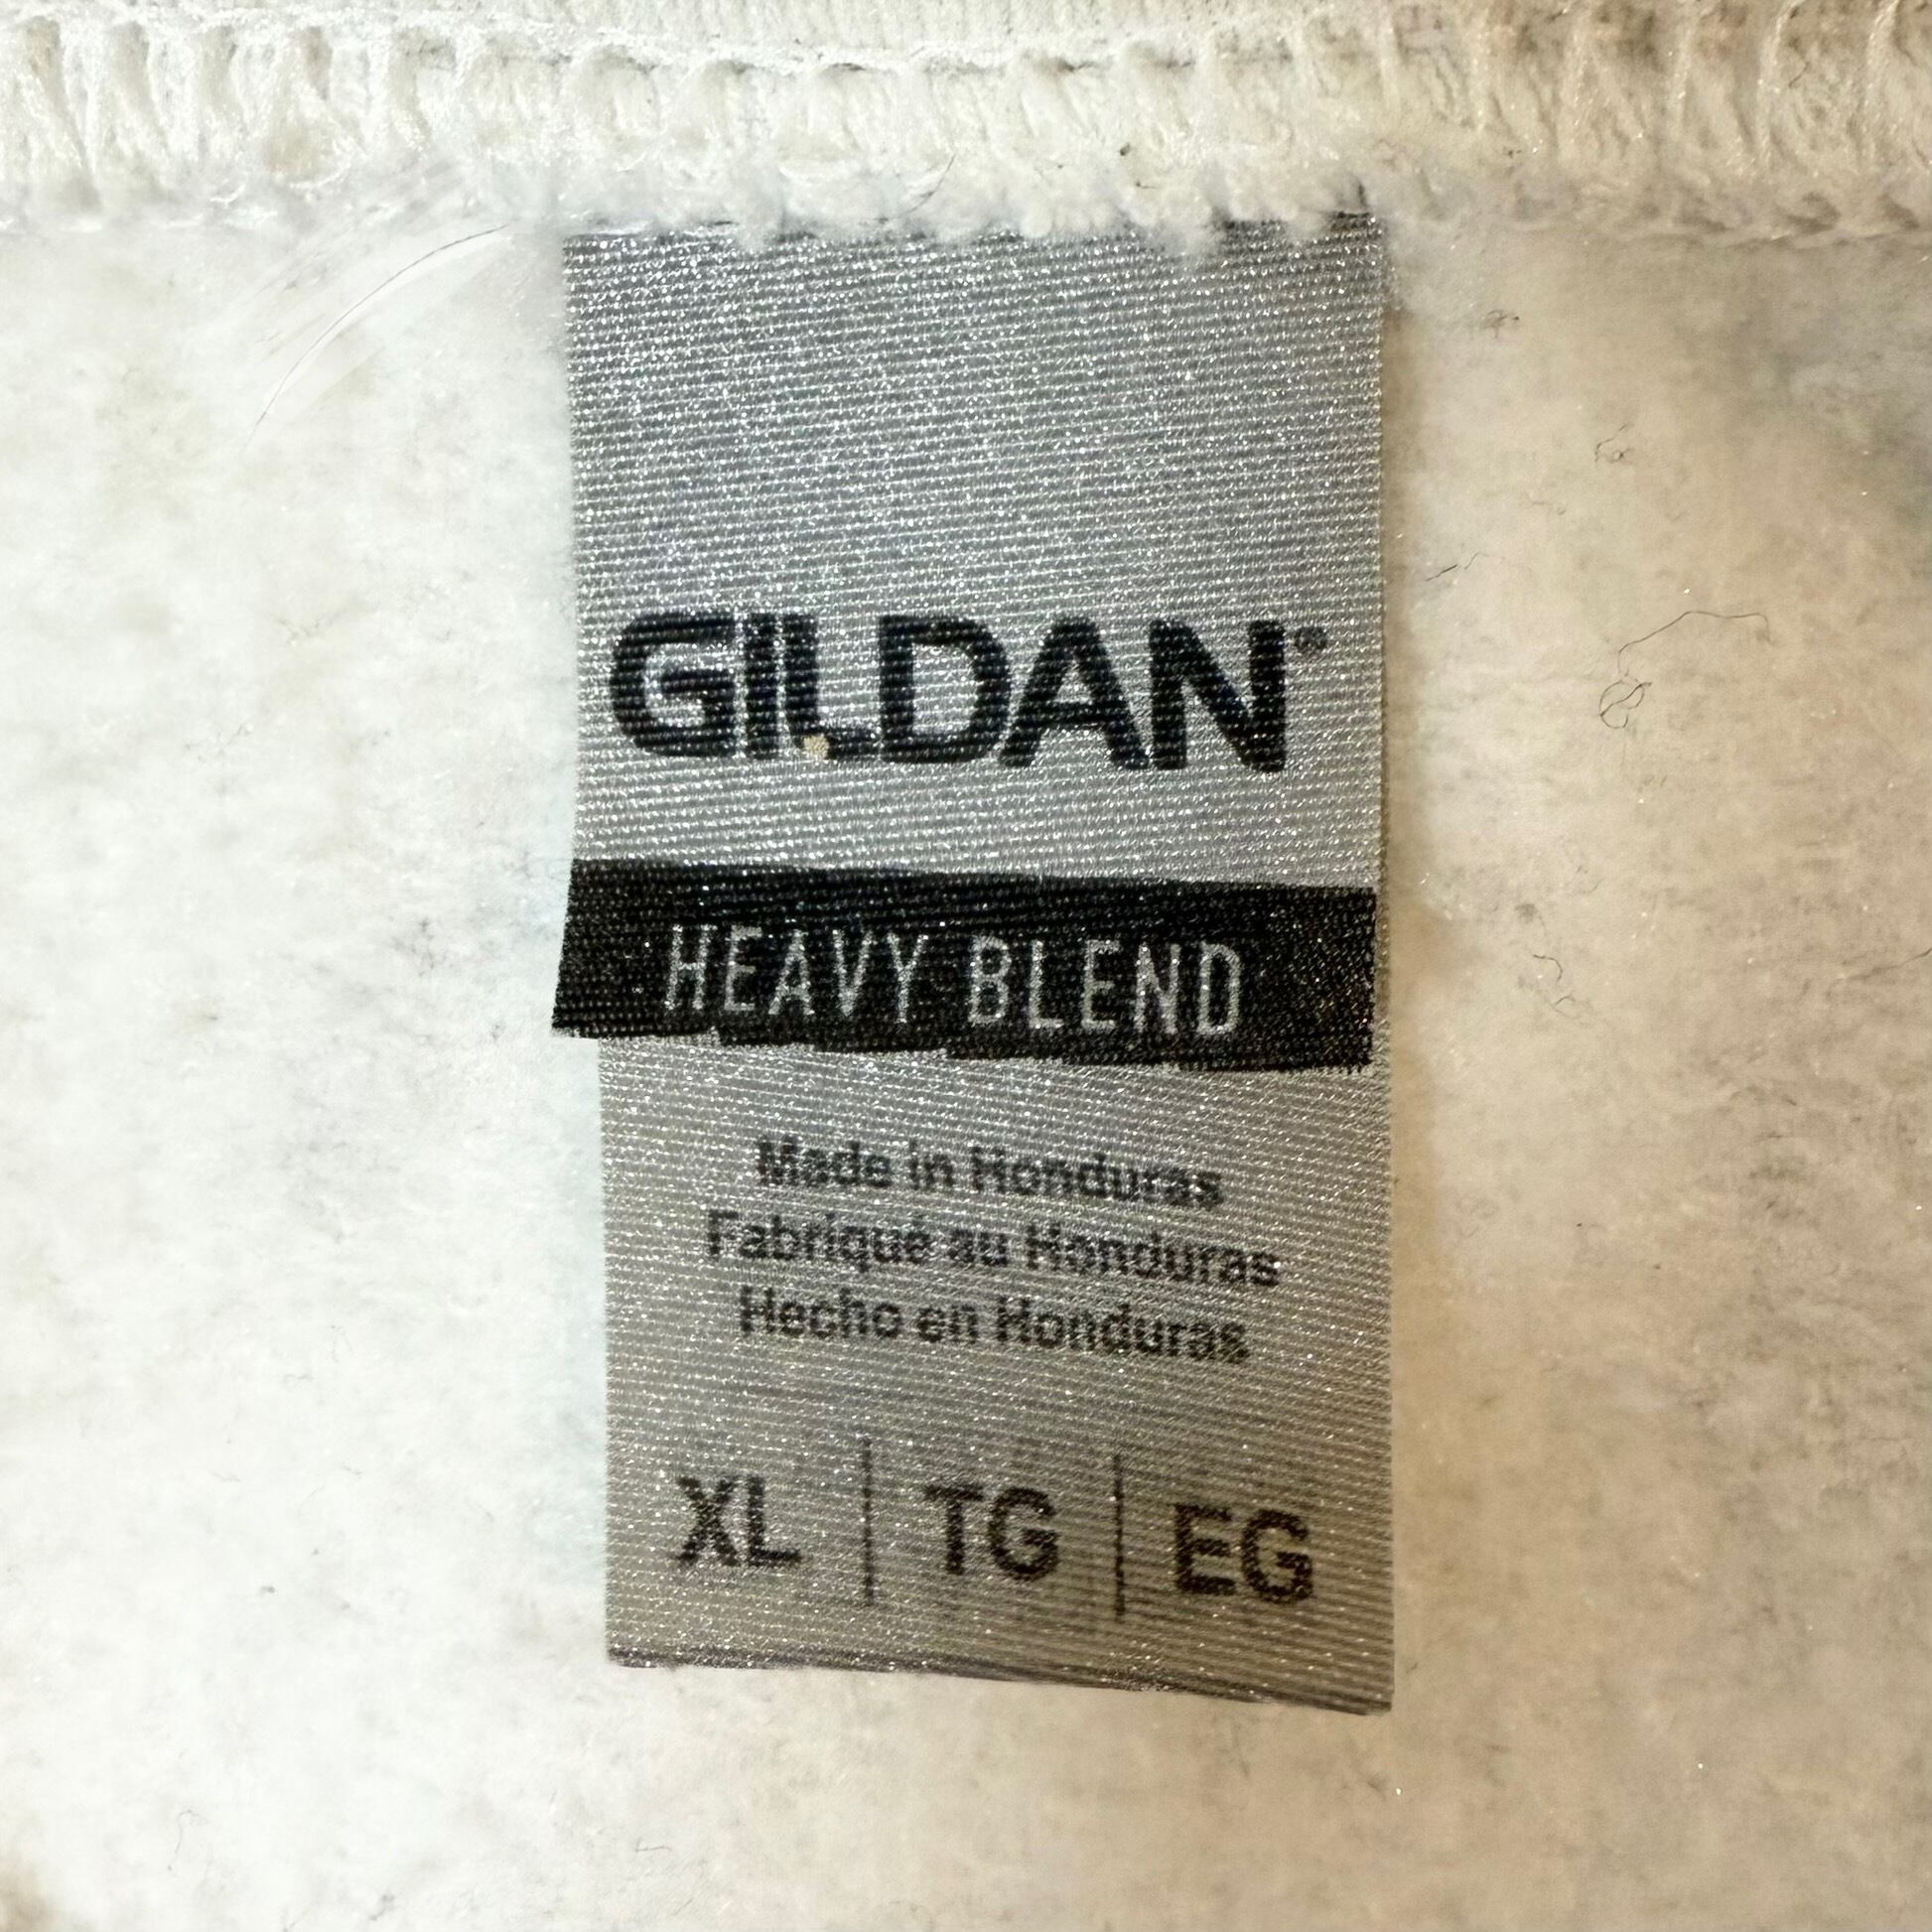 GILDAN®
HEAVY BLEND
Made in Honduras
Fabriqué au Honduras
Hecho en Honduras
XL | TG | EG